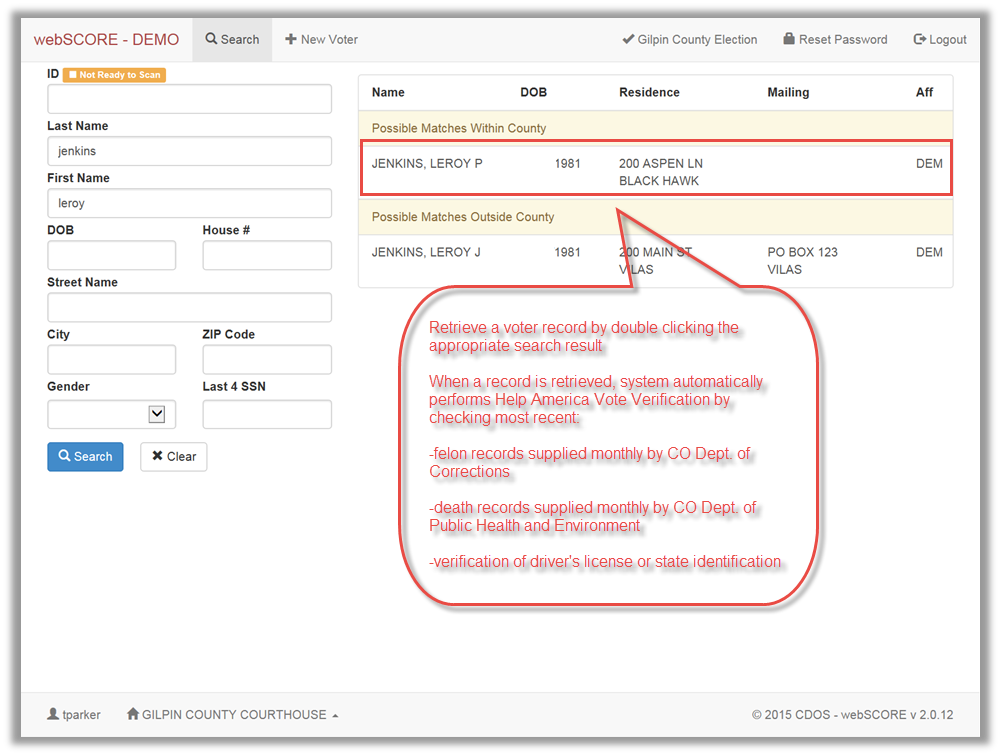 webSCORE - DEMO Search New Voter Gilpin County Election Reset Password Logout
ID Not Ready to Scan
Last Name
jenkins
First Name
leroy
DOB House #
Street Name
City ZIP Code
Gender Last 4 SSN
Search Clear
Name DOB Residence Mailing Aff
Possible Matches Within County
JENKINS, LEROY P 1981 200 ASPEN LN DEM
BLACK HAWK
Possible Matches Outside County
JENKINS, LEROY J 1981 200 MAIN ST PO BOX 123 DEM
VILAS VILAS
Retrieve a voter record by double clicking the
appropriate search result
When a record is retrieved, system automatically
performs Help America Vote Verification by
checking most recent:
-felon records supplied monthly by CO Dept. of
Corrections
-death records supplied monthly by CO Dept. of
Public Health and Environment
-verification of driver's license or state identification
tparker GILPIN COUNTY COURTHOUSE © 2015 CDOS - webSCORE v 2.0.12